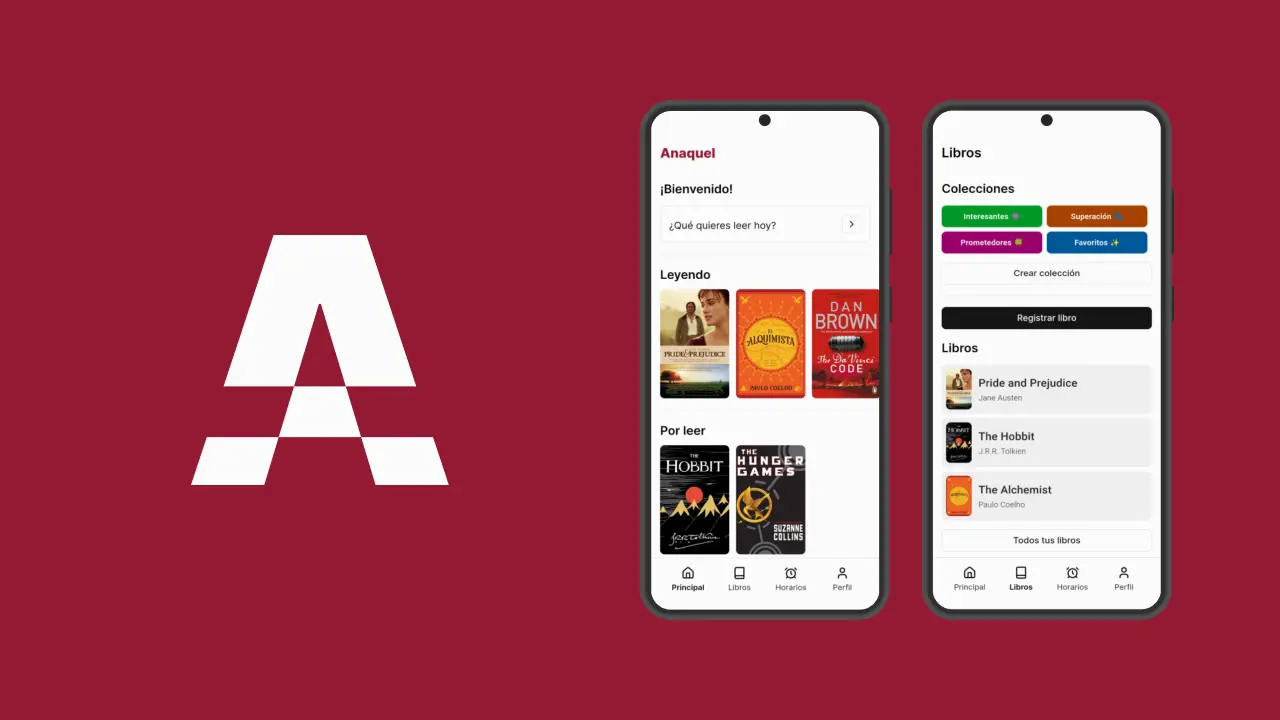 A
Anaquel
¡Bienvenido!
¿Qué quieres leer hoy?
Leyendo
PRIDE & PREJUDICE
EL
ALQUIMISTA
PAULO COELHO
DAN
BROWN
The Da Vinci
CODE
Por leer
THE
HOBBIT
THE
HUNGER
GAMES
SUZANNE
COLLINS
Principal
Libros
Horarios
Perfil
Libros
Colecciones
Interesantes
Superación
Prometedores 🍀
Favoritos ✨
Crear colección
Registrar libro
Libros
Pride and Prejudice
Jane Austen
The Hobbit
J.R.R. Tolkien
The Alchemist
Paulo Coelho
Todos tus libros
Principal
Libros
Horarios
Perfil